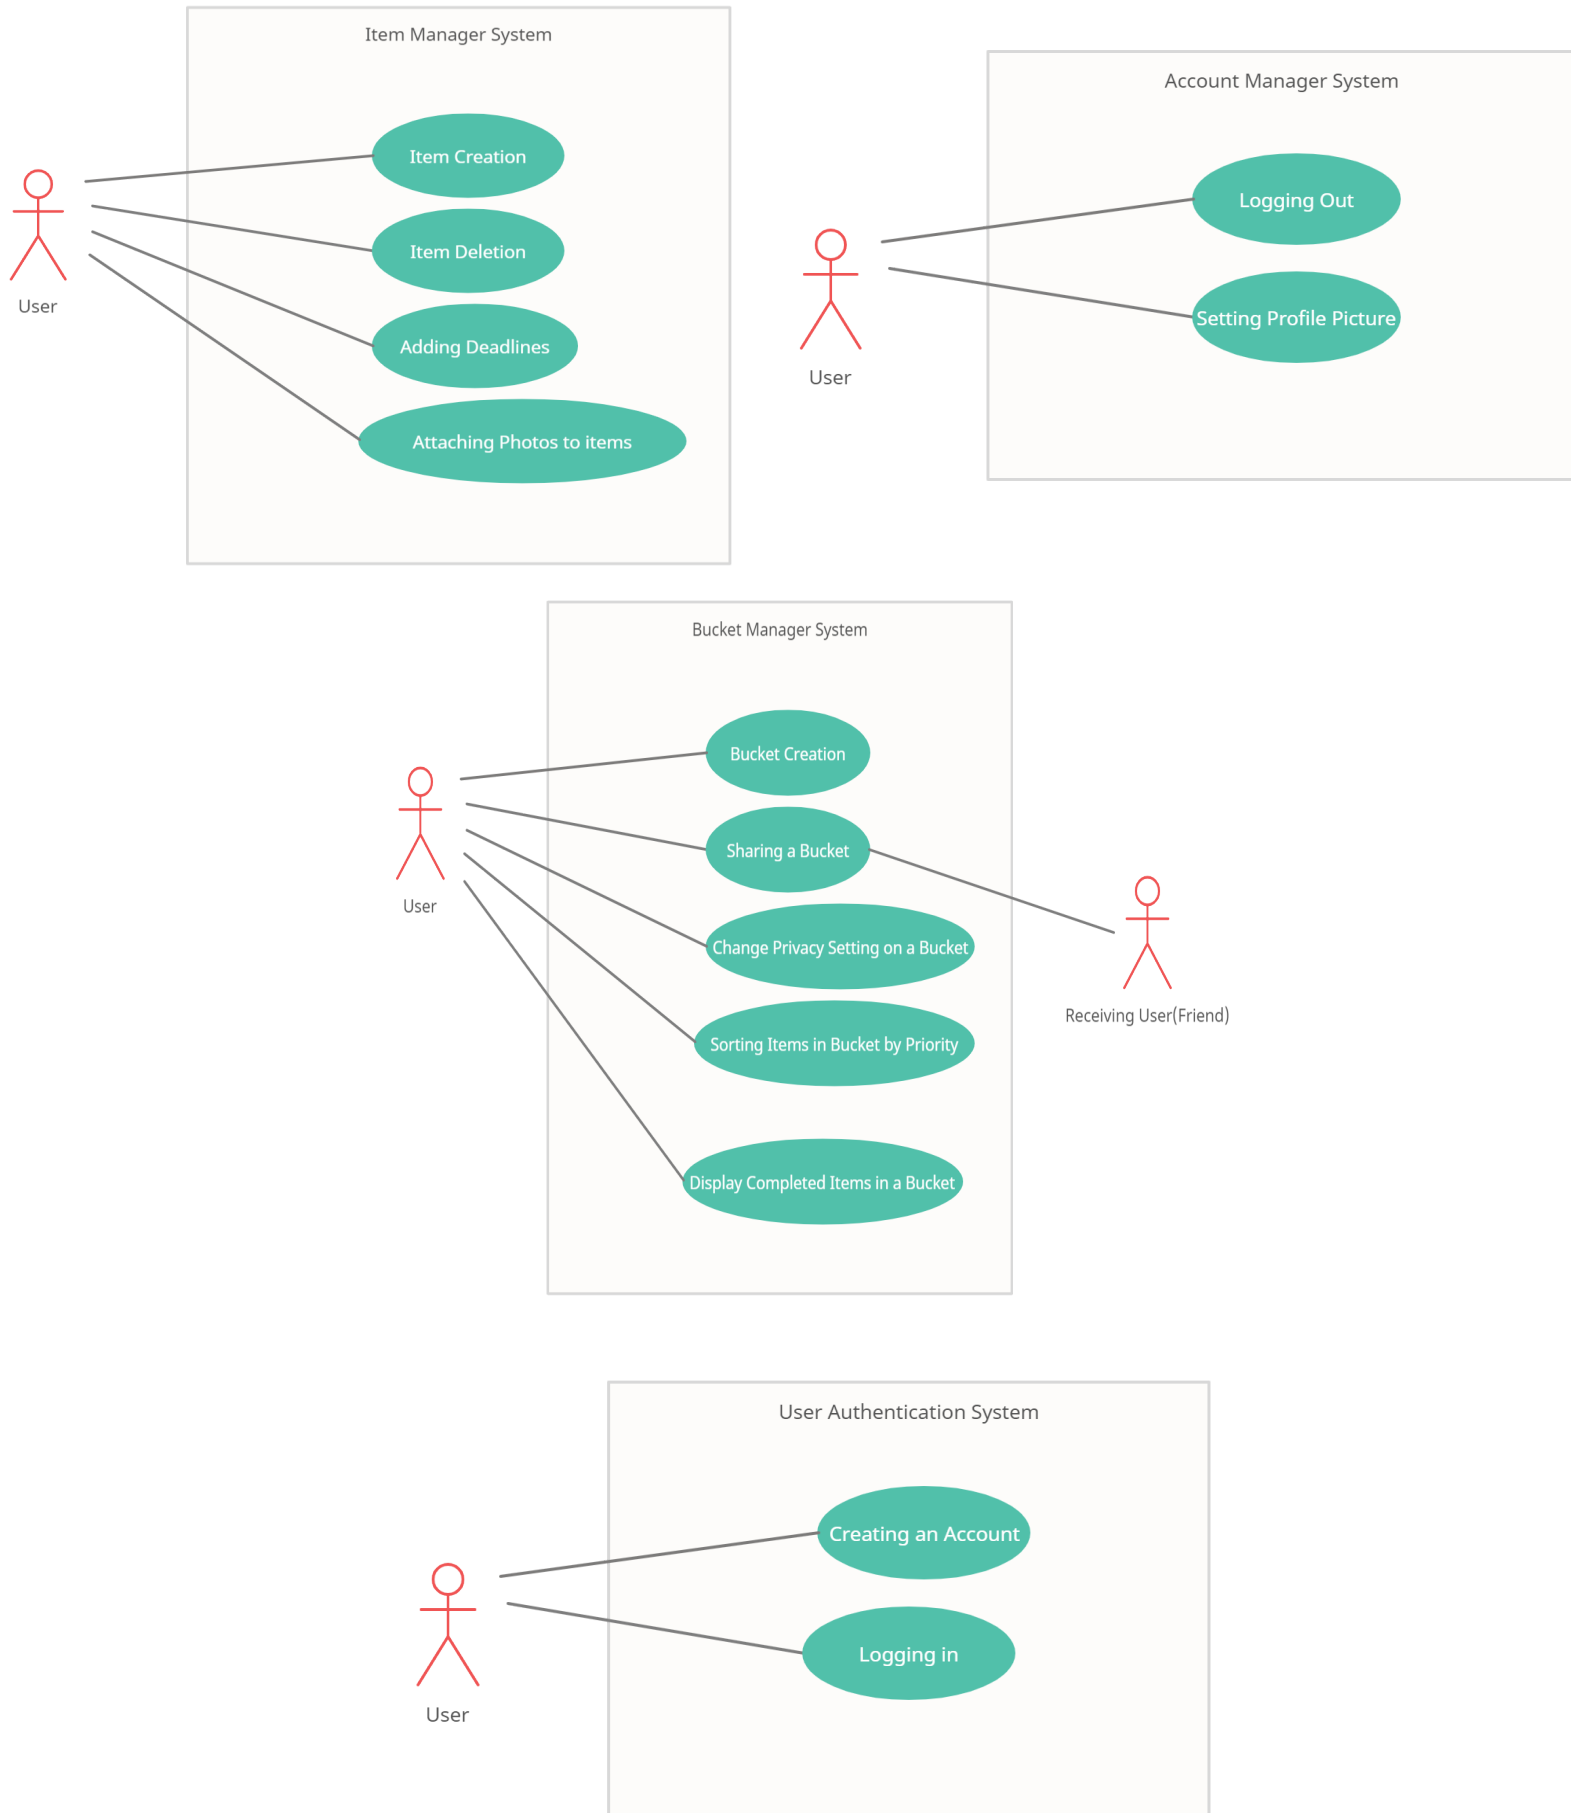 Item Manager System
Item Creation
Item Deletion
Adding Deadlines
Attaching Photos to items
User
Account Manager System
Logging Out
Setting Profile Picture
User
Bucket Manager System
Bucket Creation
Sharing a Bucket
Change Privacy Setting on a Bucket
Sorting Items in Bucket by Priority
Display Completed Items in a Bucket
User
Receiving User(Friend)
User Authentication System
Creating an Account
Logging in
User